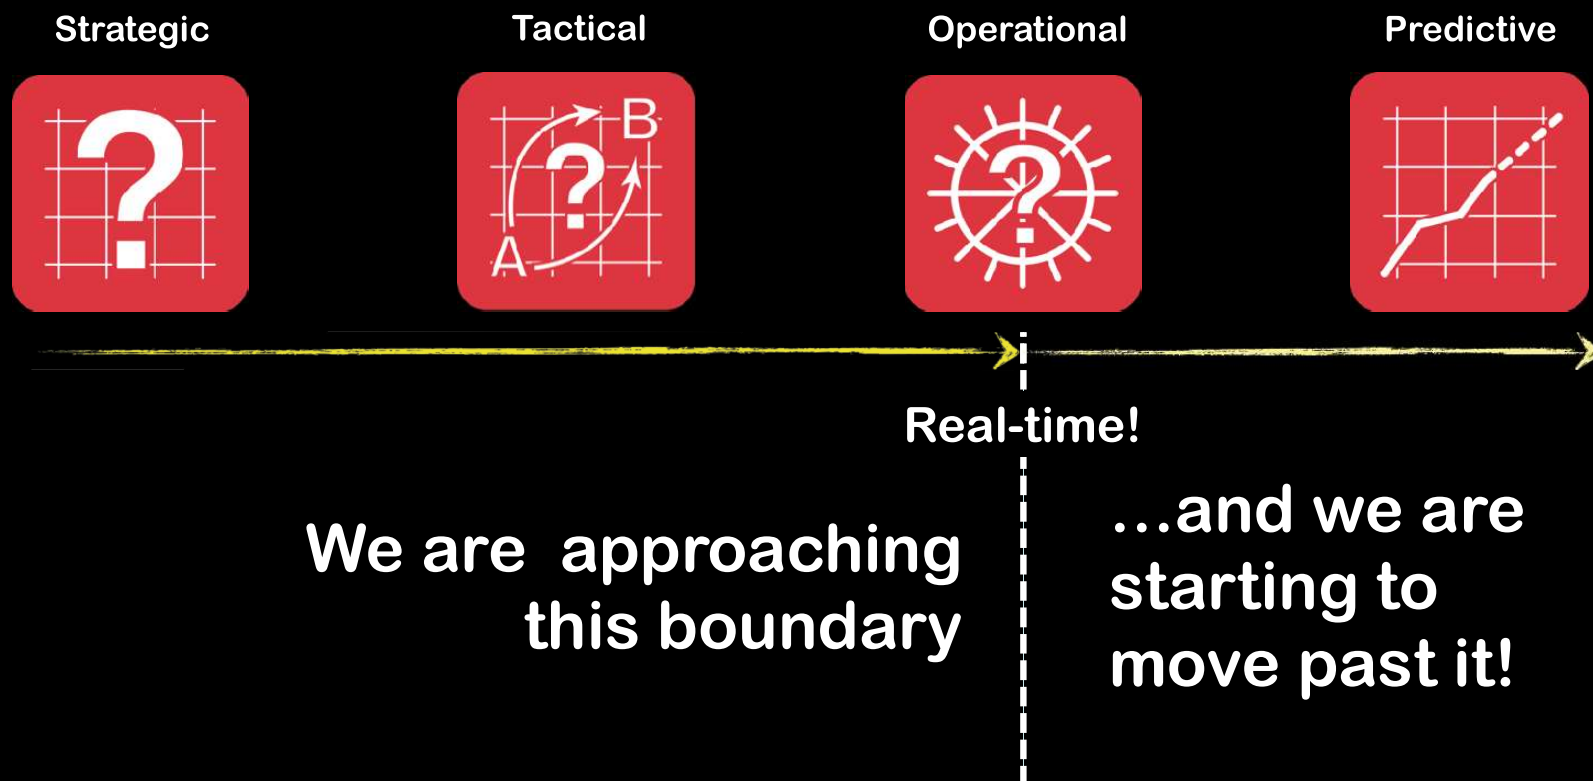 Strategic
Tactical
Operational
Predictive
?
A ? B
?
Real-time!
We are approaching
this boundary
...and we are
starting to
move past it!